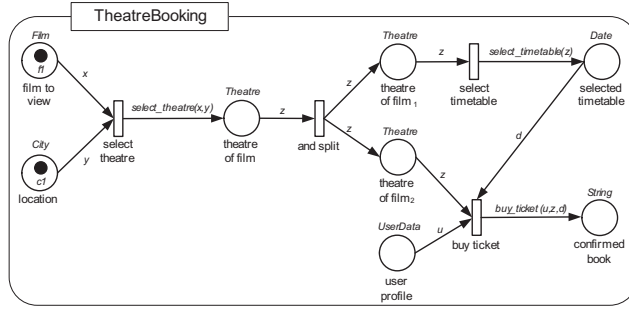 TheatreBooking
Film
f1
film to
view
x
City
c1
location
y
select
theatre
select_theatre(x,y)
Theatre
theatre
of film
z
and split
z
z
Theatre
theatre
of film 1
z
select
timetable
select_timetable(z)
Date
selected
timetable
d
Theatre
theatre
of film2
z
UserData
user
profile
u
buy ticket
buy_ticket(u,z,d)
String
confirmed
book